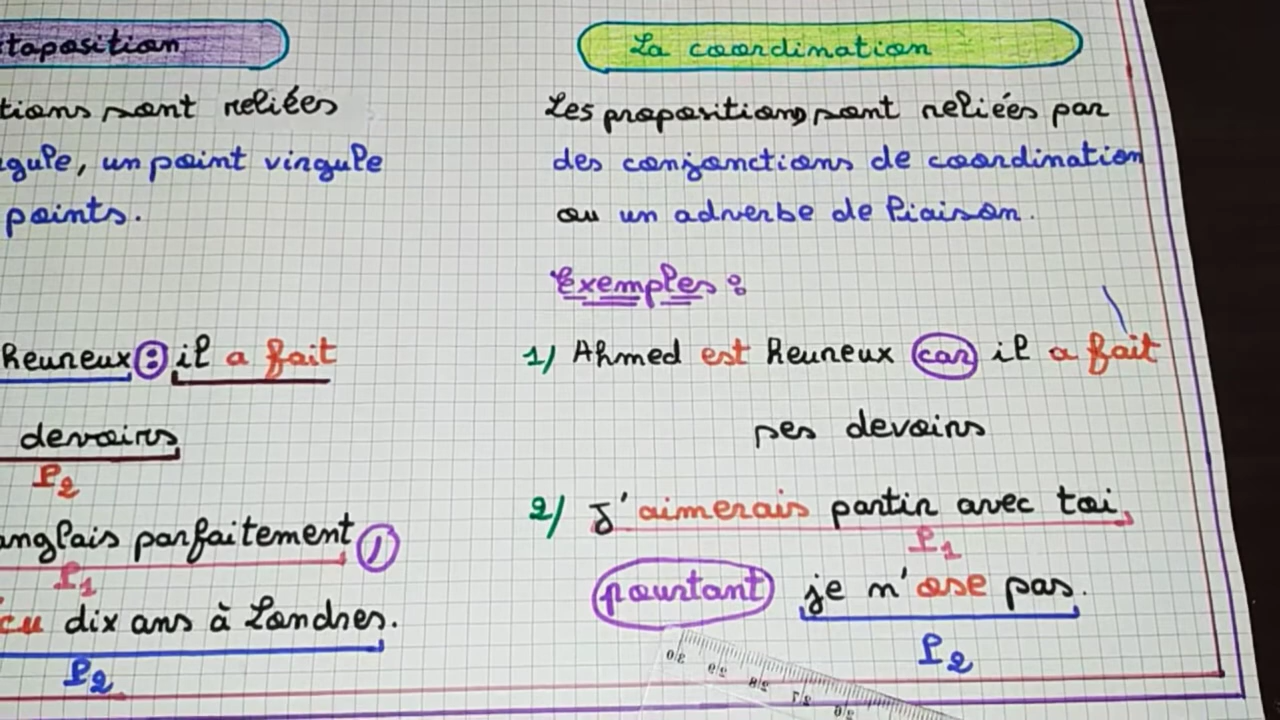 taposition
tions sont reliées
gule, un point virgule
points.
heureux : il a fait
devoirs
P2
anglais parfaitement ,
P1
cu dix ans à Londres.
P2
La coordination
Les propositions sont reliées par
des conjonctions de coordination
ou un adverbe de liaison.
Exemples :
1) Ahmed est heureux car il a fait
ses devoirs
2) J'aimerais partir avec toi,
P1
pourtant je n'ose pas.
P2